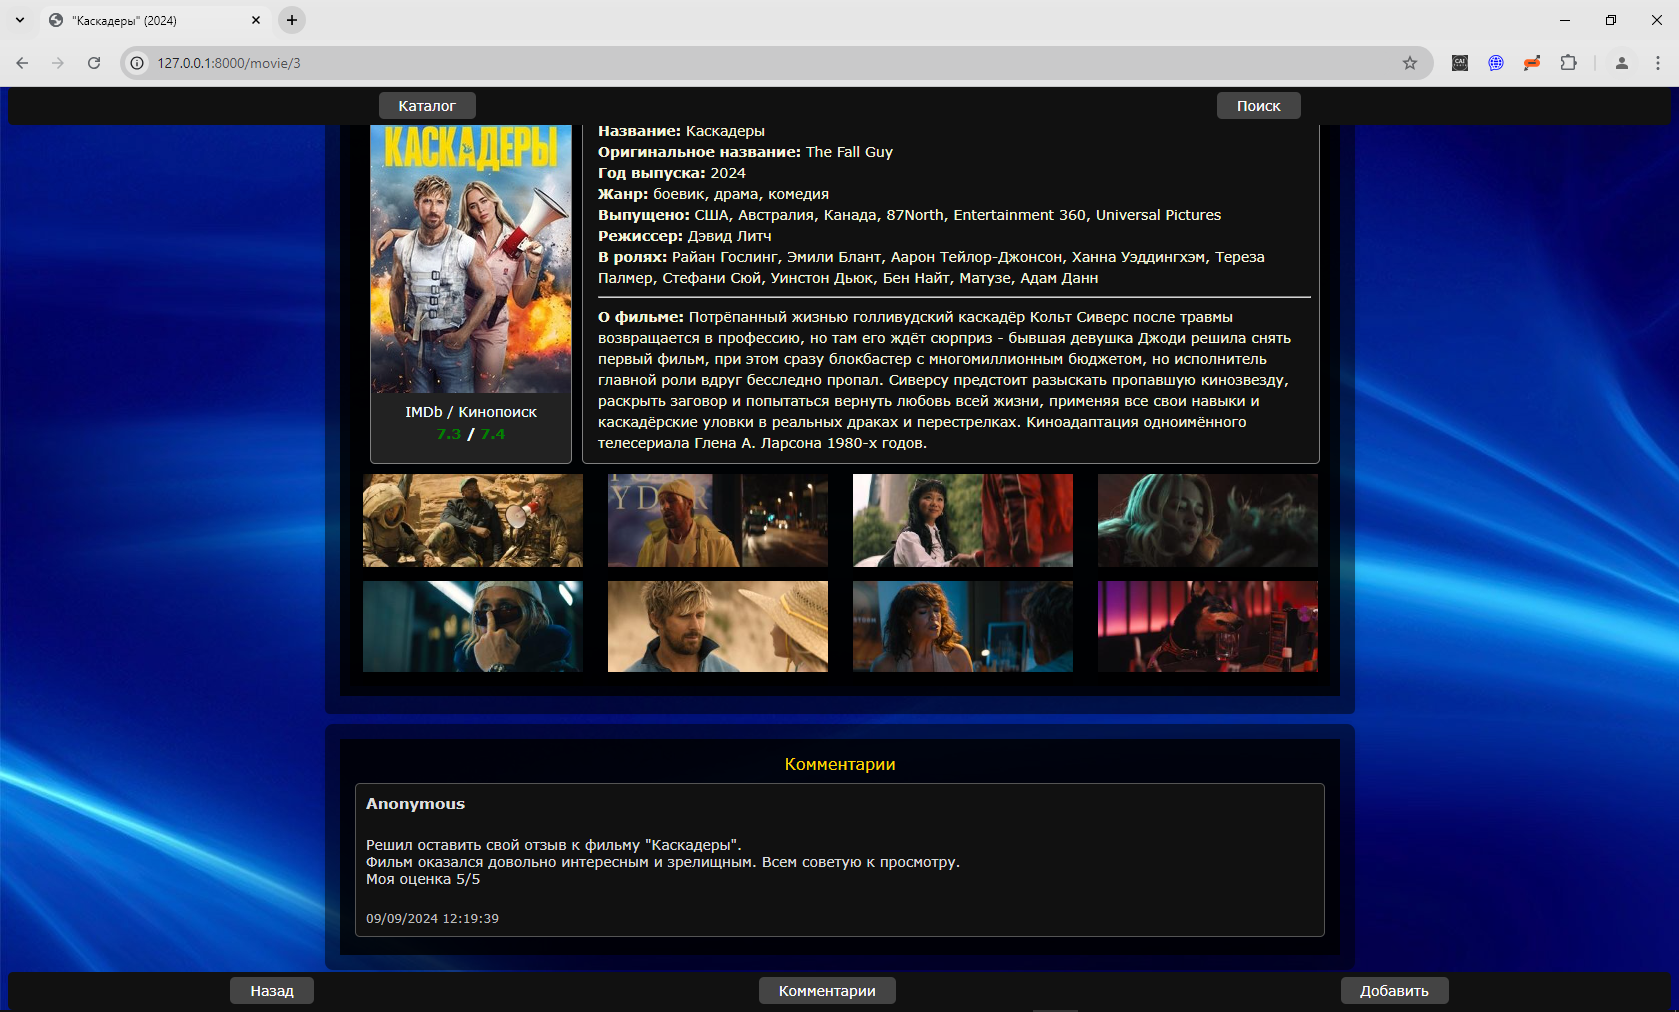 "Каскадеры" (2024)
127.0.0.1:8000/movie/3
CAI
Каталог
Поиск
КАСКАДЕРЫ
IMDb / Кинопоиск
7.3 / 7.4
Название: Каскадеры
Оригинальное название: The Fall Guy
Год выпуска: 2024
Жанр: боевик, драма, комедия
Выпущено: США, Австралия, Канада, 87North, Entertainment 360, Universal Pictures
Режиссер: Дэвид Литч
В ролях: Райан Гослинг, Эмили Блант, Аарон Тейлор-Джонсон, Ханна Уэддингхэм, Тереза
Палмер, Стефани Сюй, Уинстон Дьюк, Бен Найт, Матузе, Адам Данн
О фильме: Потрёпанный жизнью голливудский каскадёр Кольт Сиверс после травмы
возвращается в профессию, но там его ждёт сюрприз - бывшая девушка Джоди решила снять
первый фильм, при этом сразу блокбастер с многомиллионным бюджетом, но исполнитель
главной роли вдруг бесследно пропал. Сиверсу предстоит разыскать пропавшую кинозвезду,
раскрыть заговор и попытаться вернуть любовь всей жизни, применяя все свои навыки и
каскадёрские уловки в реальных драках и перестрелках. Киноадаптация одноимённого
телесериала Глена А. Ларсона 1980-х годов.
YDER
Комментарии
Anonymous
Решил оставить свой отзыв к фильму "Каскадеры".
Фильм оказался довольно интересным и зрелищным. Всем советую к просмотру.
Моя оценка 5/5
09/09/2024 12:19:39
Назад
Комментарии
Добавить